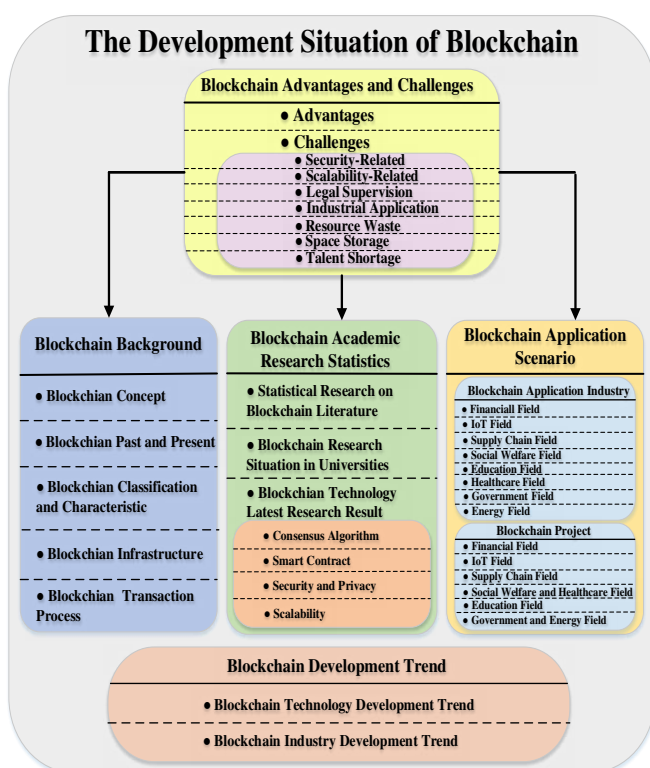 The Development Situation of Blockchain
Blockchain Advantages and Challenges
● Advantages
● Challenges
● Security-Related
● Scalability-Related
● Legal Supervision
● Industrial Application
● Resource Waste
● Space Storage
● Talent Shortage
Blockchain Background
● Blockchian Concept
● Blockchian Past and Present
● Blockchian Classification
and Characteristic
● Blockchian Infrastructure
● Blockchian Transaction
Process
Blockchain Academic
Research Statistics
● Statistical Research on
Blockchain Literature
● Blockchain Research
Situation in Universities
● Blockchian Technology
Latest Research Result
● Consensus Algorithm
● Smart Contract
● Security and Privacy
● Scalability
Blockchain Application
Scenario
Blockchain Application Industry
● Financiall Field
● IoT Field
● Supply Chain Field
● Social Welfare Field
● Education Field
● Healthcare Field
● Government Field
● Energy Field
Blockchain Project
● Financial Field
● IoT Field
● Supply Chain Field
● Social Welfare and Healthcare Field
● Education Field
● Government and Energy Field
Blockchain Development Trend
● Blockchain Technology Development Trend
● Blockchain Industry Development Trend